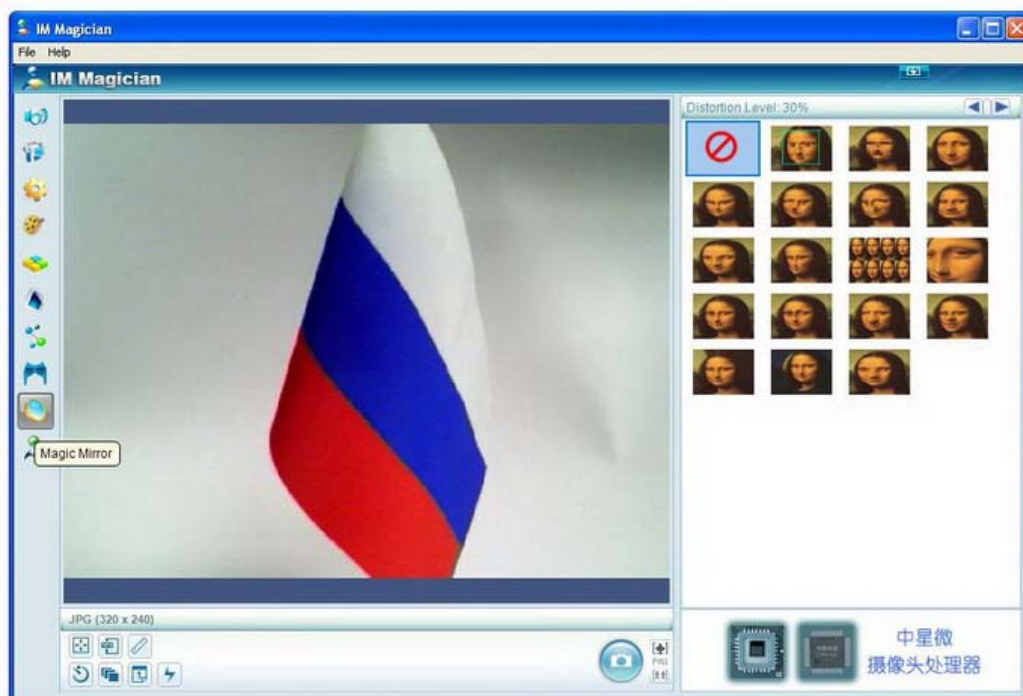 IM Magician
File Help
IM Magician
Distortion Level: 30%
Magic Mirror
JPG (320 x 240)
中星微
摄像头处理器